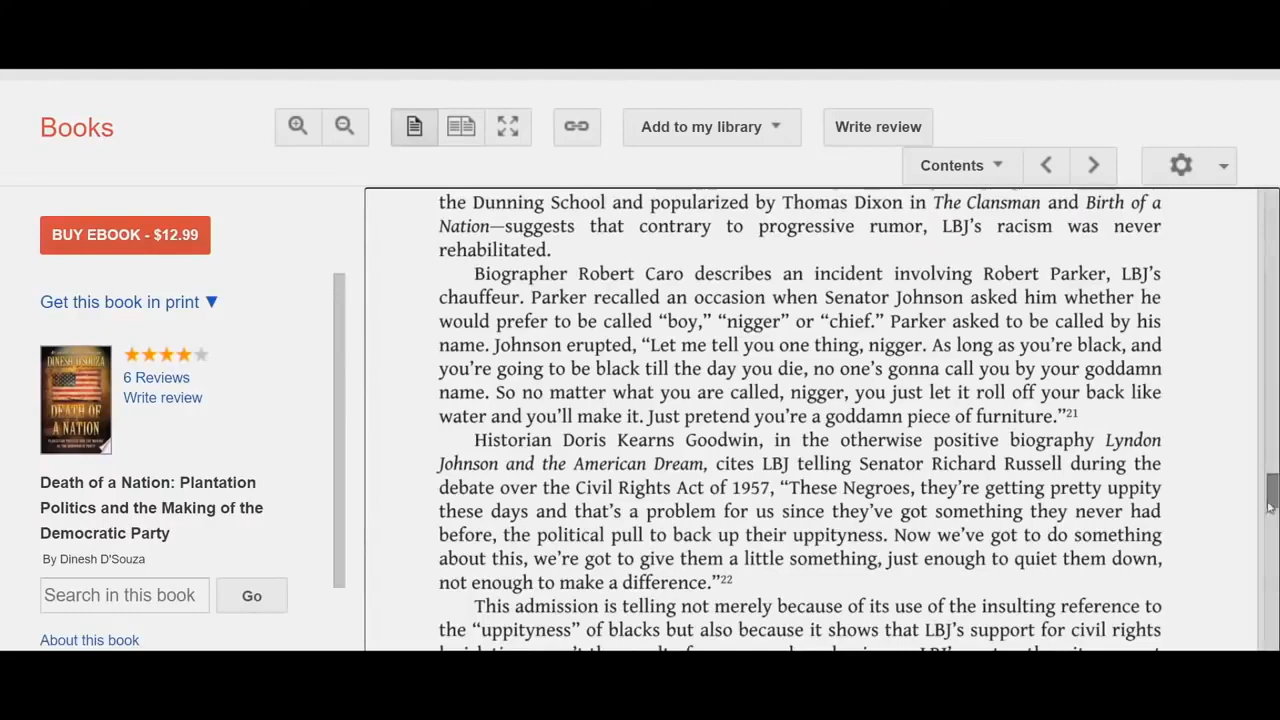 Books
Add to my library
Write review
Contents
BUY EBOOK - $12.99
Get this book in print ▼
DINESH D'SOUZA
DEATH OF
A NATION
6 Reviews
Write review
Death of a Nation: Plantation
Politics and the Making of the
Democratic Party
By Dinesh D'Souza
Search in this book
Go
About this book
the Dunning School and popularized by Thomas Dixon in The Clansman and Birth of a
Nation—suggests that contrary to progressive rumor, LBJ’s racism was never
rehabilitated.
Biographer Robert Caro describes an incident involving Robert Parker, LBJ’s
chauffeur. Parker recalled an occasion when Senator Johnson asked him whether he
would prefer to be called “boy,” “nigger” or “chief.” Parker asked to be called by his
name. Johnson erupted, “Let me tell you one thing, nigger. As long as you’re black, and
you’re going to be black till the day you die, no one’s gonna call you by your goddamn
name. So no matter what you are called, nigger, you just let it roll off your back like
water and you’ll make it. Just pretend you’re a goddamn piece of furniture.”21
Historian Doris Kearns Goodwin, in the otherwise positive biography Lyndon
Johnson and the American Dream, cites LBJ telling Senator Richard Russell during the
debate over the Civil Rights Act of 1957, “These Negroes, they’re getting pretty uppity
these days and that’s a problem for us since they’ve got something they never had
before, the political pull to back up their uppityness. Now we’ve got to do something
about this, we’re got to give them a little something, just enough to quiet them down,
not enough to make a difference.”22
This admission is telling not merely because of its use of the insulting reference to
the “uppityness” of blacks but also because it shows that LBJ’s support for civil rights